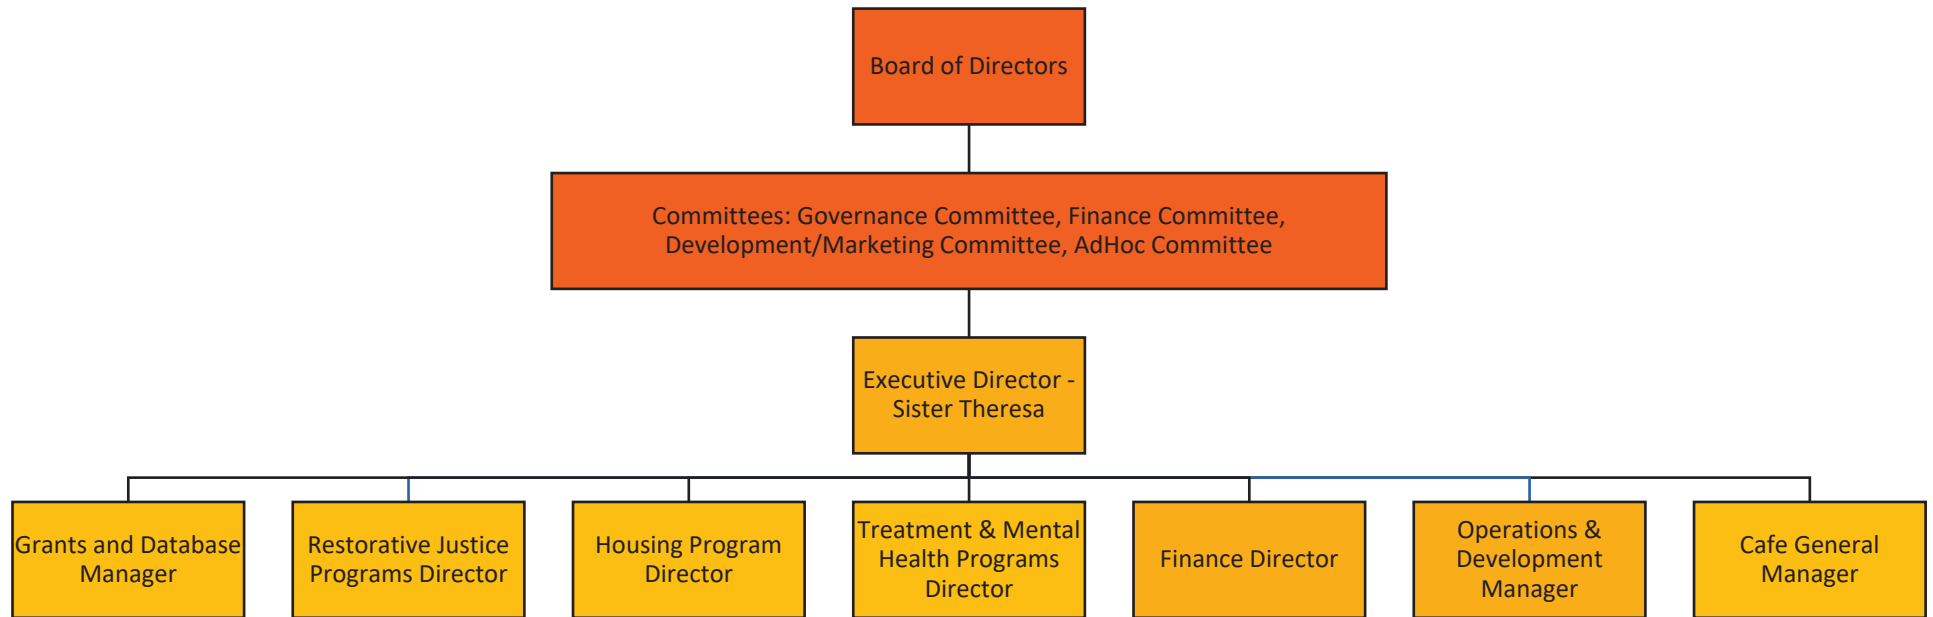 Board of Directors
Committees: Governance Committee, Finance Committee,
Development/Marketing Committee, AdHoc Committee
Executive Director -
Sister Theresa
Grants and Database
Manager
Restorative Justice
Programs Director
Housing Program
Director
Treatment & Mental
Health Programs
Director
Finance Director
Operations &
Development
Manager
Cafe General
Manager